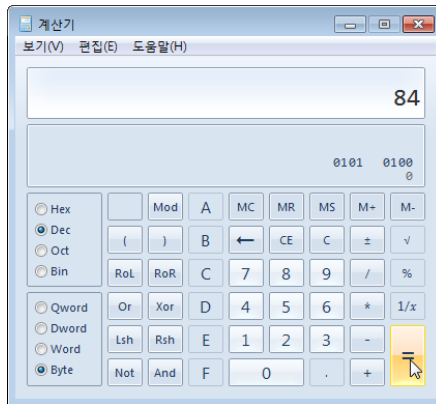 계산기
보기(V) 편집(E) 도움말(H)
84
0101 0100
0
Hex
Dec
Oct
Bin
Qword
Dword
Word
Byte
Mod A MC MR MS M+ M-
( ) B ← CE C ± √
RoL RoR C 7 8 9 / %
Or Xor D 4 5 6 * 1/x
Lsh Rsh E 1 2 3 - =
Not And F 0 . +